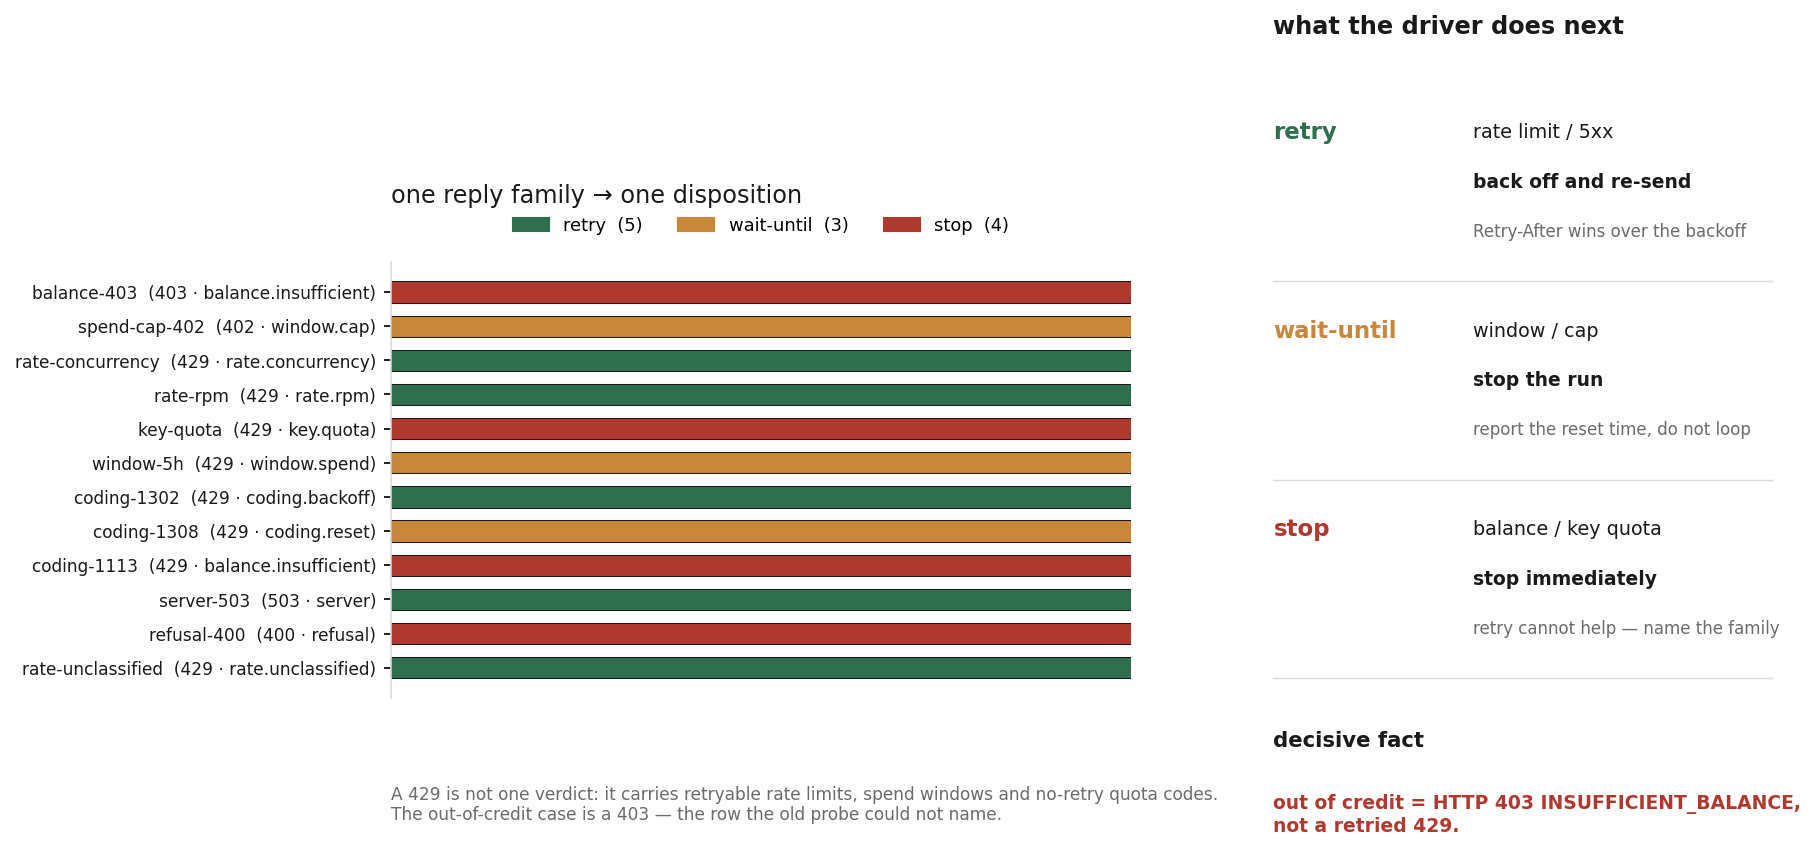 one reply family → one disposition
retry (5)
wait-until (3)
stop (4)
balance-403 (403 · balance.insufficient)
spend-cap-402 (402 · window.cap)
rate-concurrency (429 · rate.concurrency)
rate-rpm (429 · rate.rpm)
key-quota (429 · key.quota)
window-5h (429 · window.spend)
coding-1302 (429 · coding.backoff)
coding-1308 (429 · coding.reset)
coding-1113 (429 · balance.insufficient)
server-503 (503 · server)
refusal-400 (400 · refusal)
rate-unclassified (429 · rate.unclassified)
A 429 is not one verdict: it carries retryable rate limits, spend windows and no-retry quota codes.
The out-of-credit case is a 403 — the row the old probe could not name.
what the driver does next
retry
rate limit / 5xx
back off and re-send
Retry-After wins over the backoff
wait-until
window / cap
stop the run
report the reset time, do not loop
stop
balance / key quota
stop immediately
retry cannot help — name the family
decisive fact
out of credit = HTTP 403 INSUFFICIENT_BALANCE,
not a retried 429.